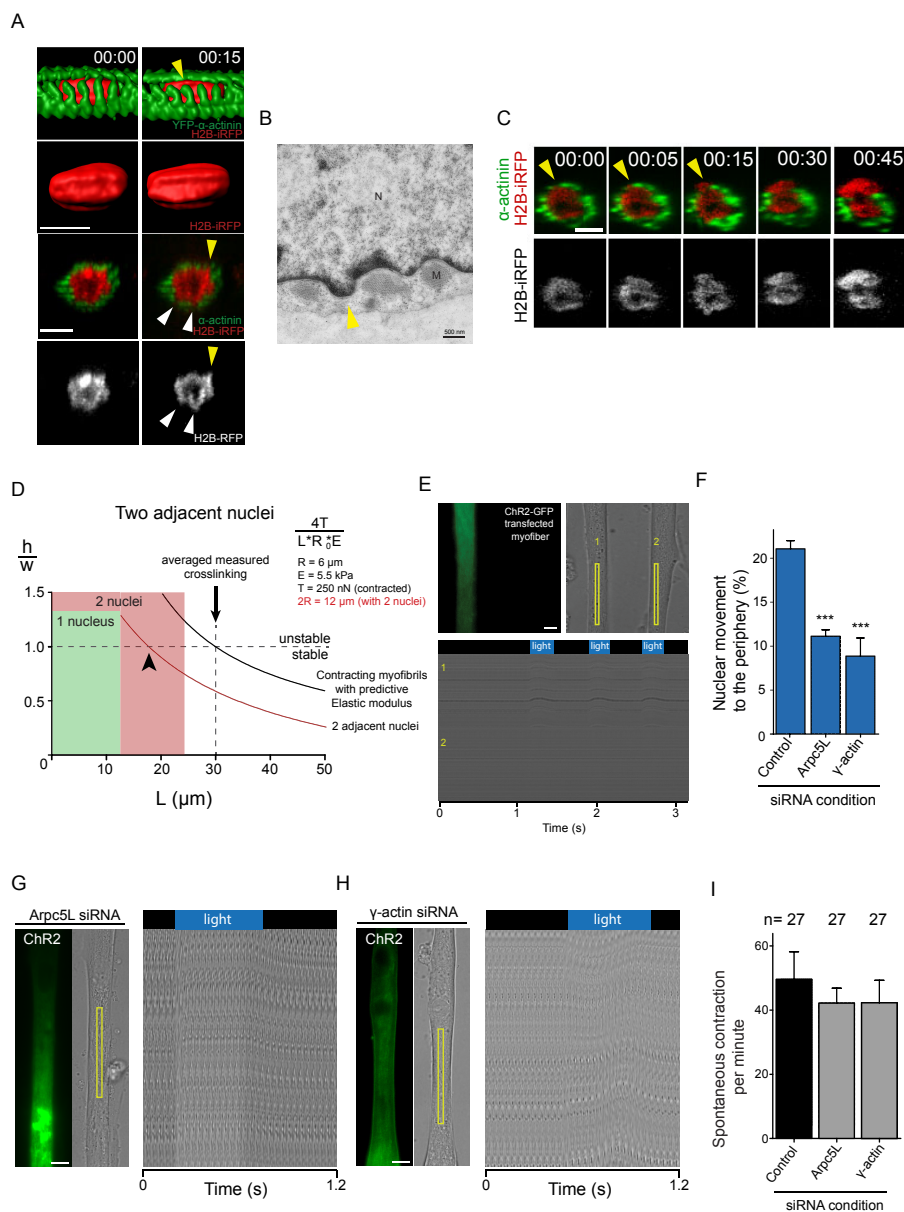 A
00:00
00:15
YFP-α-actinin
H2B-iRFP
H2B-iRFP
α-actinin
H2B-iRFP
H2B-RFP
B
N
M
500 nm
C
α-actinin
H2B-iRFP
00:00
00:05
00:15
00:30
00:45
H2B-iRFP
D
Two adjacent nuclei
4T
L*R₀*E
R = 6 µm
E = 5.5 kPa
T = 250 nN (contracted)
2R = 12 µm (with 2 nuclei)
h
w
averaged measured
crosslinking
1.5
2 nuclei
1 nucleus
1.0
unstable
stable
0.5
Contracting myofibrils
with predictive
Elastic modulus
2 adjacent nuclei
0
0
10
20
30
40
50
L (µm)
E
ChR2-GFP
transfected
myofiber
1
2
light
light
light
1
2
0
1
2
3
Time (s)
F
Nuclear movement
to the periphery (%)
20
15
10
5
0
***
***
Control
Arpc5L
γ-actin
siRNA condition
G
Arpc5L siRNA
ChR2
light
0
Time (s)
1.2
H
γ-actin siRNA
ChR2
light
0
Time (s)
1.2
I
n= 27
27
27
Spontaneous contraction
per minute
60
40
20
0
Control
Arpc5L
γ-actin
siRNA condition